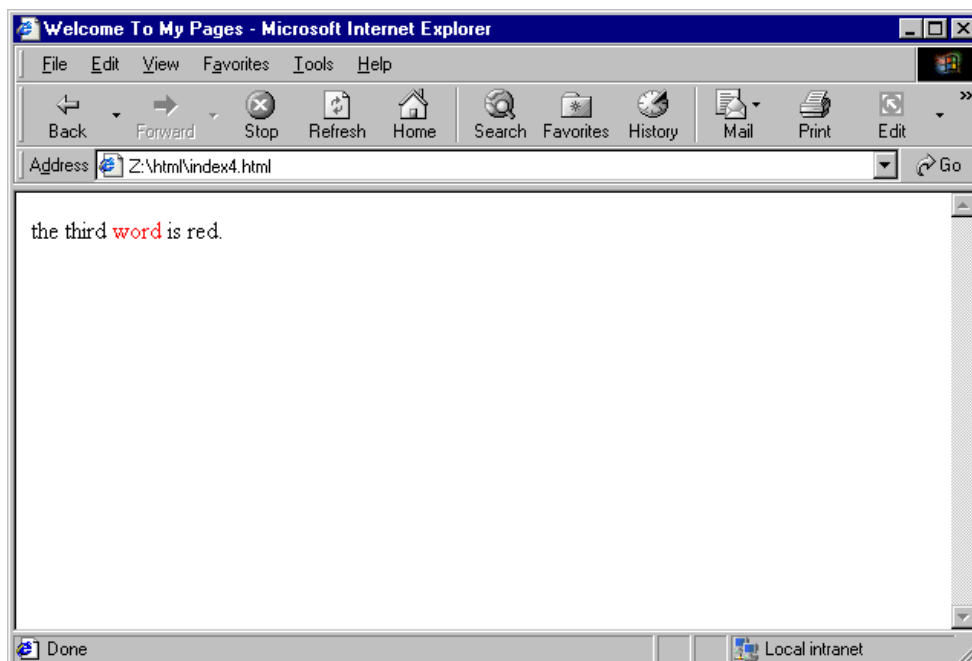 Welcome To My Pages - Microsoft Internet Explorer
File Edit View Favorites Tools Help
Back Forward Stop Refresh Home Search Favorites History Mail Print Edit »
Address Z:\html\index4.html Go
the third word is red.
Done Local intranet